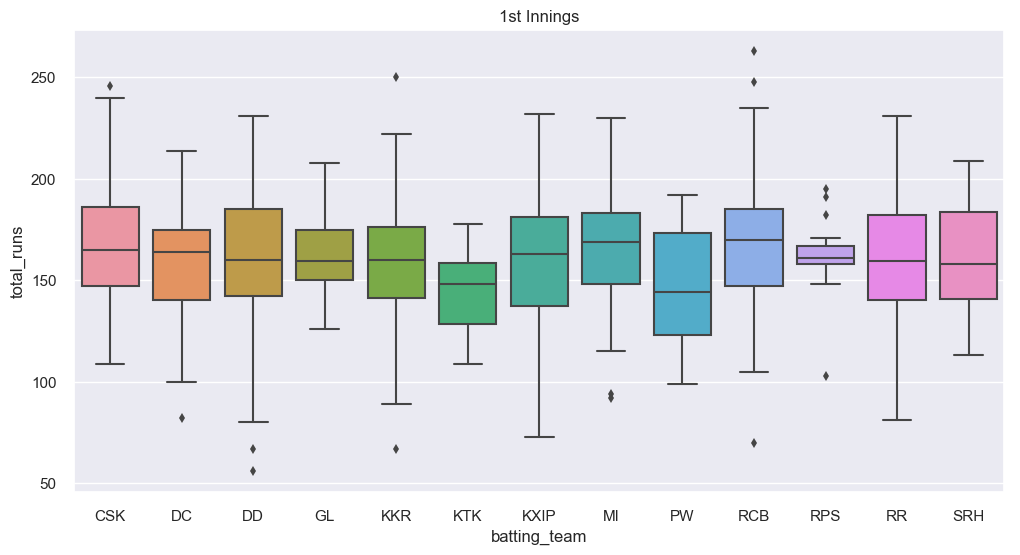 1st Innings
total_runs
250
200
150
100
50
CSK DC DD GL KKR KTK KXIP MI PW RCB RPS RR SRH
batting_team